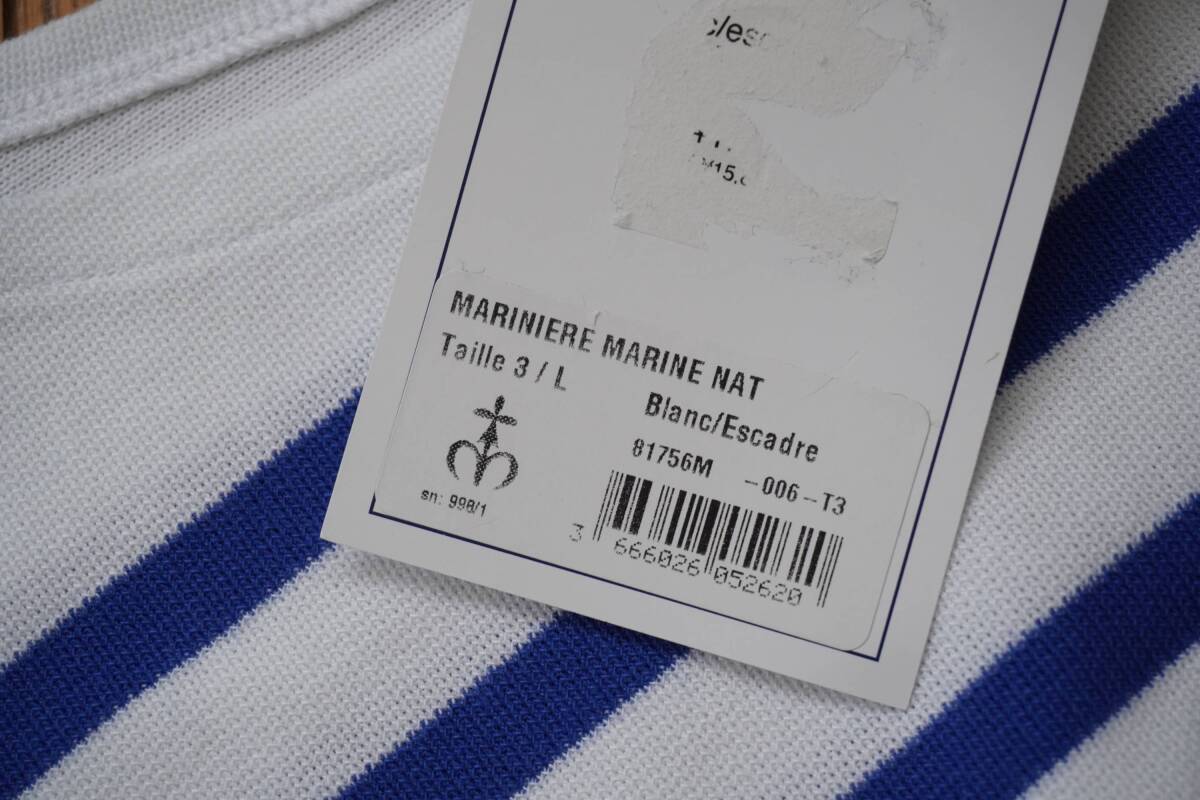 MARINIERE MARINE NAT
Taille 3 / L
Blanc/Escadre
81756M -006-T3
sn: 998/1
3 666026 052620